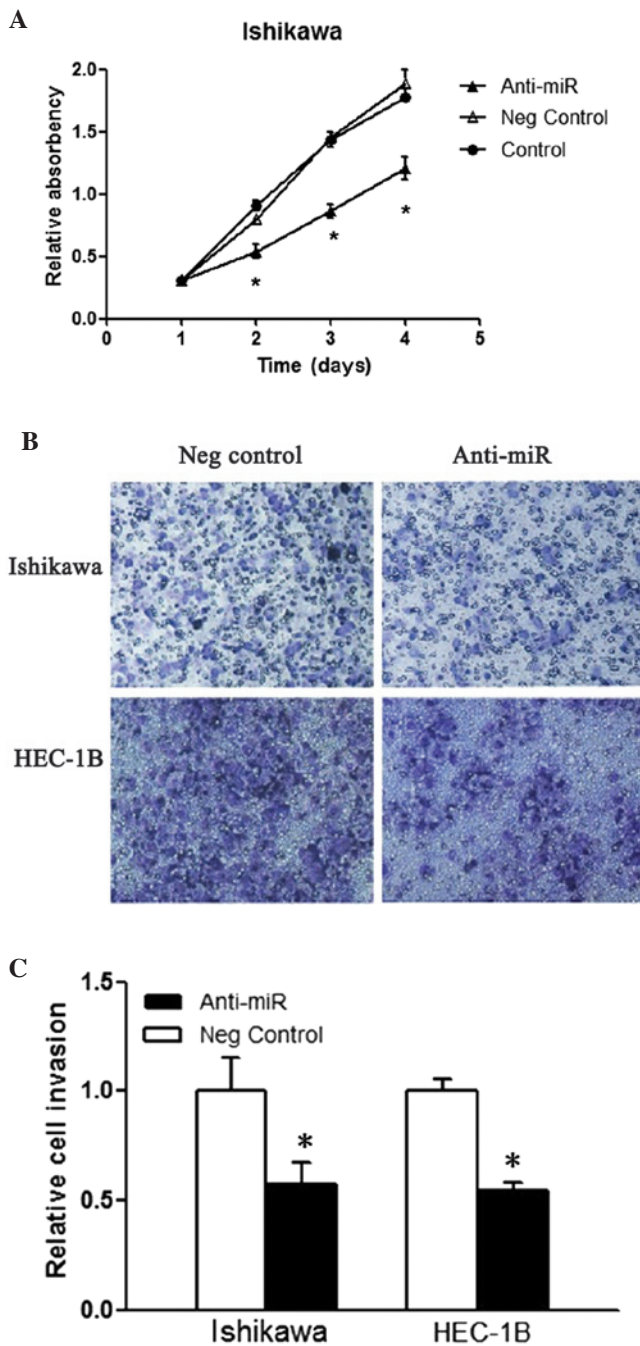 A
Ishikawa
2.0
1.5
1.0
0.5
0.0
Relative absorbency
0 1 2 3 4 5
Time (days)
Anti-miR
Neg Control
Control
*
*
*
B
Neg control Anti-miR
Ishikawa
HEC-1B
C
1.5
1.0
0.5
0.0
Relative cell invasion
Anti-miR
Neg Control
*
*
Ishikawa HEC-1B